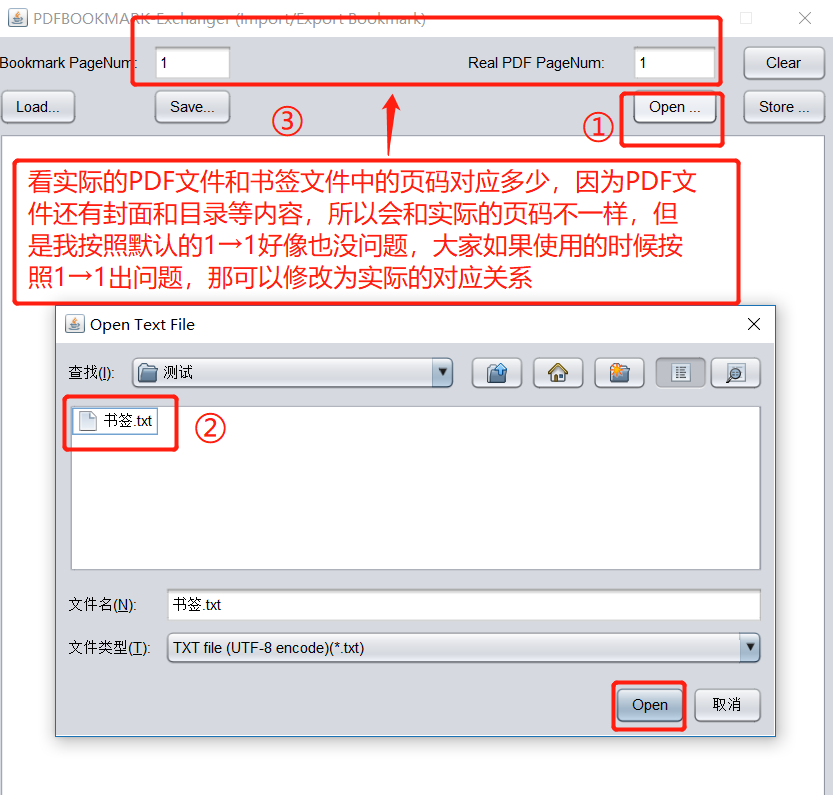 PDFBOOKMARK-Exchanger (Import/Export Bookmark)
Bookmark PageNum:
1
Real PDF PageNum:
1
Clear
Load...
Save...
③
①
Open ...
Store ...
看实际的PDF文件和书签文件中的页码对应多少，因为PDF文
件还有封面和目录等内容，所以会和实际的页码不一样，但
是我按照默认的1→1好像也没问题，大家如果使用的时候按
照1→1出问题，那可以修改为实际的对应关系
Open Text File
查找(I):
测试
书签.txt
②
文件名(N):
书签.txt
文件类型(T):
TXT file (UTF-8 encode)(*.txt)
Open
取消